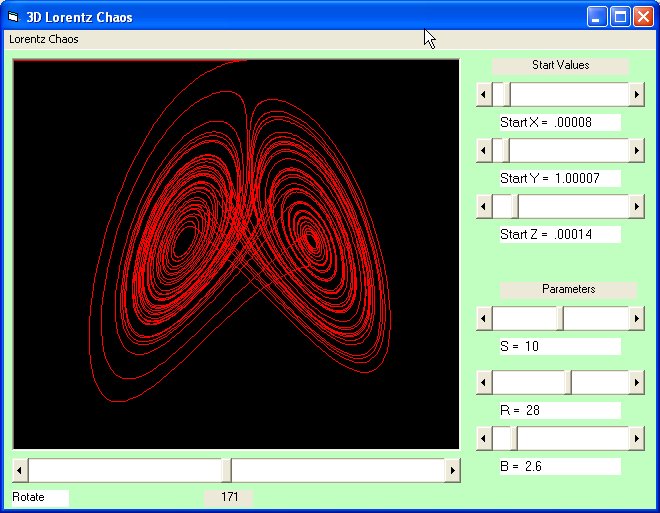 3D Lorentz Chaos
Lorentz Chaos
Start Values
Start X = .00008
Start Y = 1.00007
Start Z = .00014
Parameters
S = 10
R = 28
B = 2.6
Rotate 171